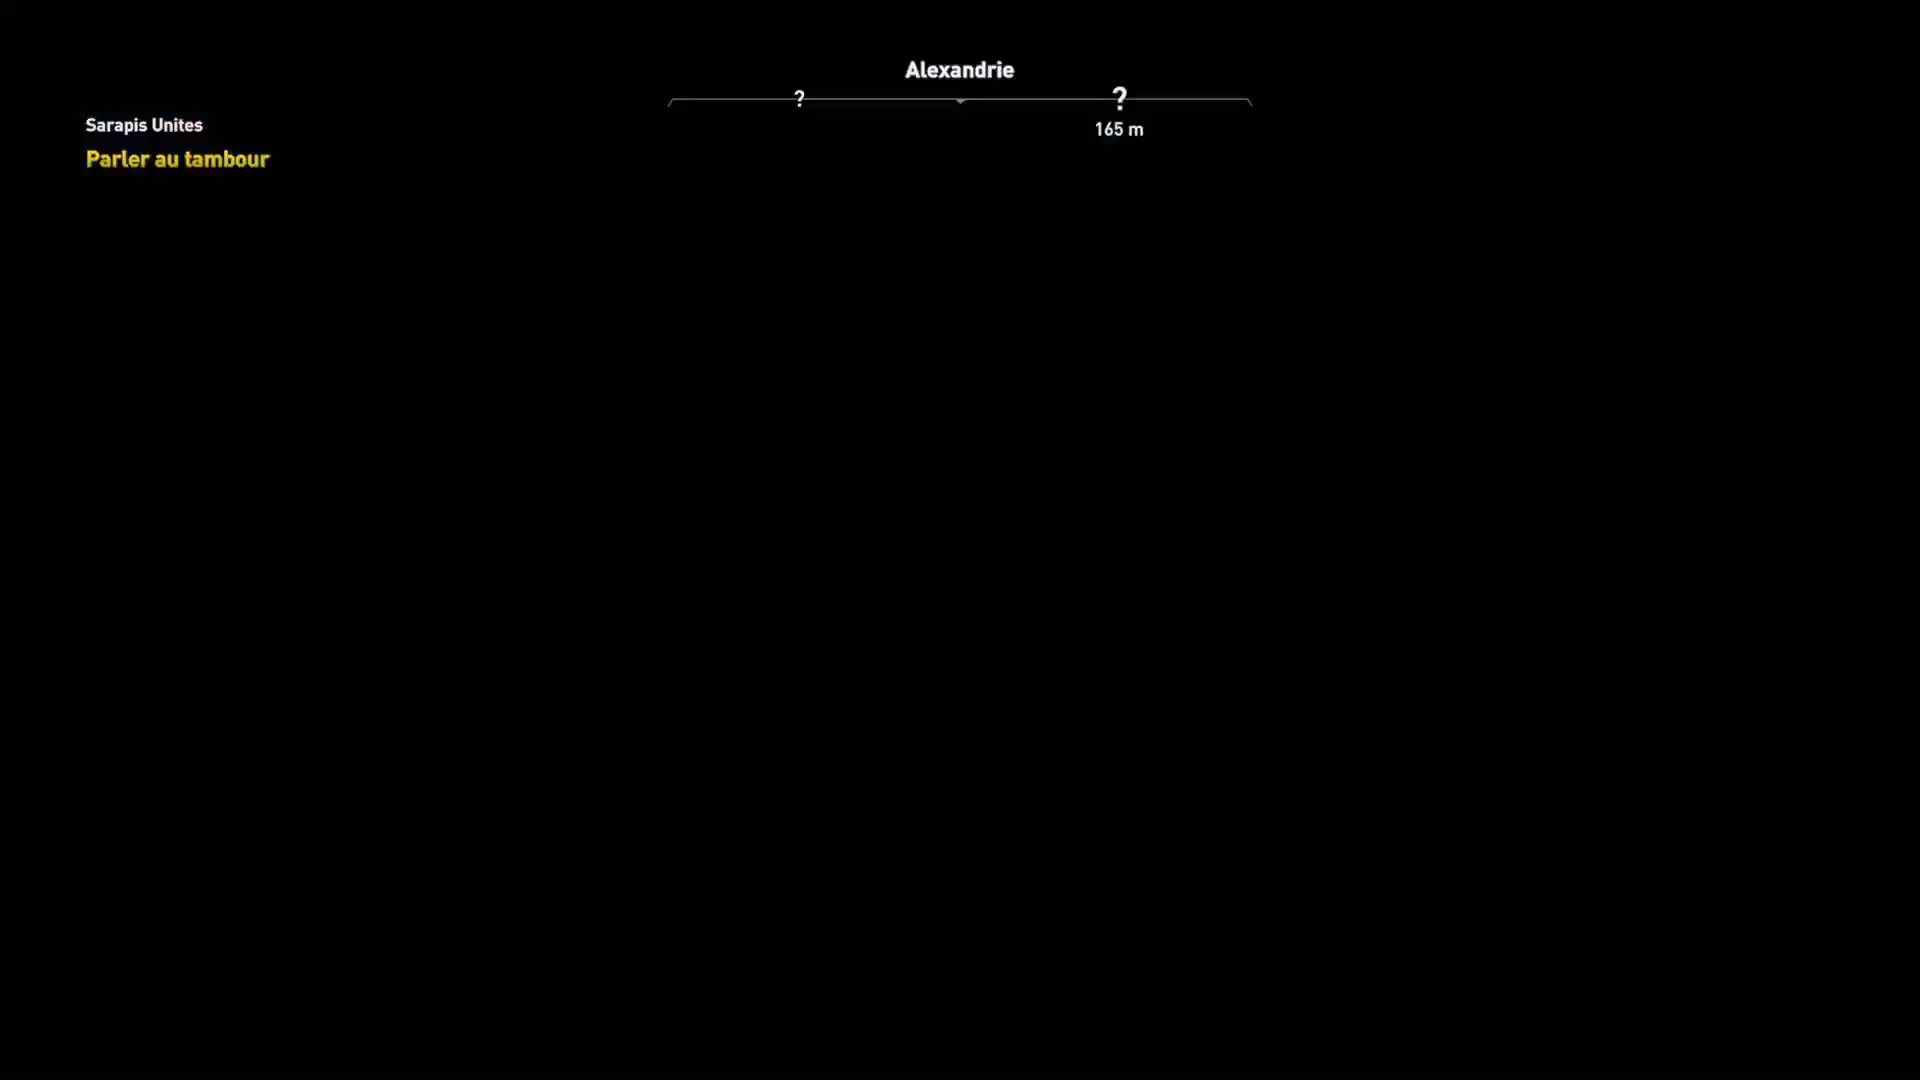 Alexandrie
? ?
165 m
Sarapis Unites
Parler au tambour